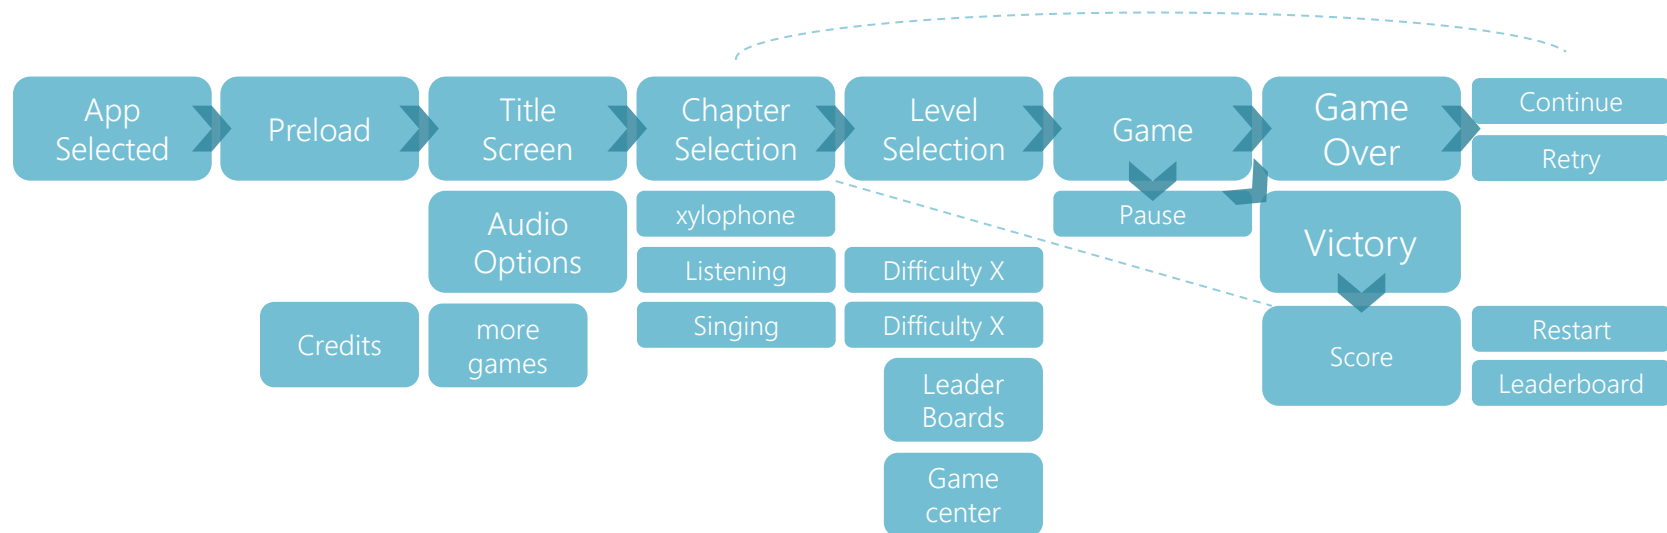 App
Selected
Preload
Title
Screen
Chapter
Selection
Level
Selection
Game
Game
Over
Continue
Retry
Audio
Options
xylophone
Pause
Victory
Listening
Difficulty X
Singing
Difficulty X
Credits
more
games
Score
Restart
Leaderboard
Leader
Boards
Game
center